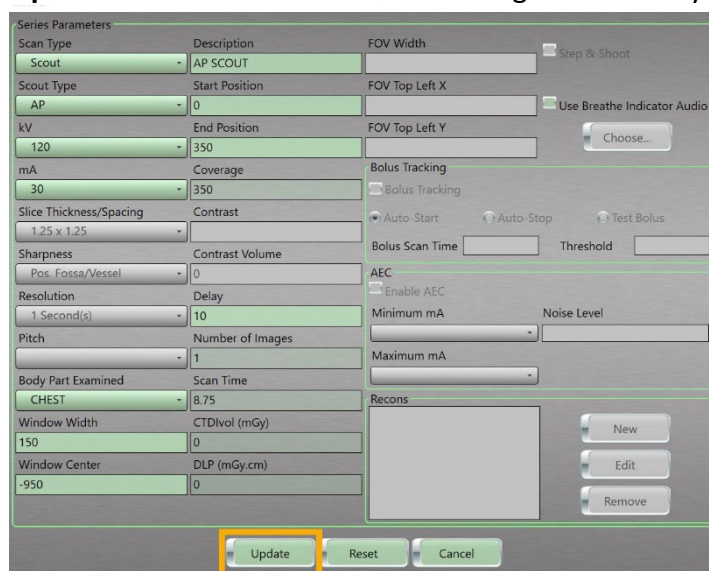 Series Parameters
Scan Type
Scout
Scout Type
AP
kV
120
mA
30
Slice Thickness/Spacing
1.25 x 1.25
Sharpness
Pos. Fossa/Vessel
Resolution
1 Second(s)
Pitch
Body Part Examined
CHEST
Window Width
150
Window Center
-950
Description
AP SCOUT
Start Position
0
End Position
350
Coverage
350
Contrast
Contrast Volume
0
Delay
10
Number of Images
1
Scan Time
8.75
CTDIvol (mGy)
0
DLP (mGy.cm)
0
FOV Width
FOV Top Left X
FOV Top Left Y
Step & Shoot
Use Breathe Indicator Audio
Choose...
Bolus Tracking
Bolus Tracking
Auto-Start Auto-Stop Test Bolus
Bolus Scan Time Threshold
AEC
Enable AEC
Minimum mA Noise Level
Maximum mA
Recons
New
Edit
Remove
Update Reset Cancel